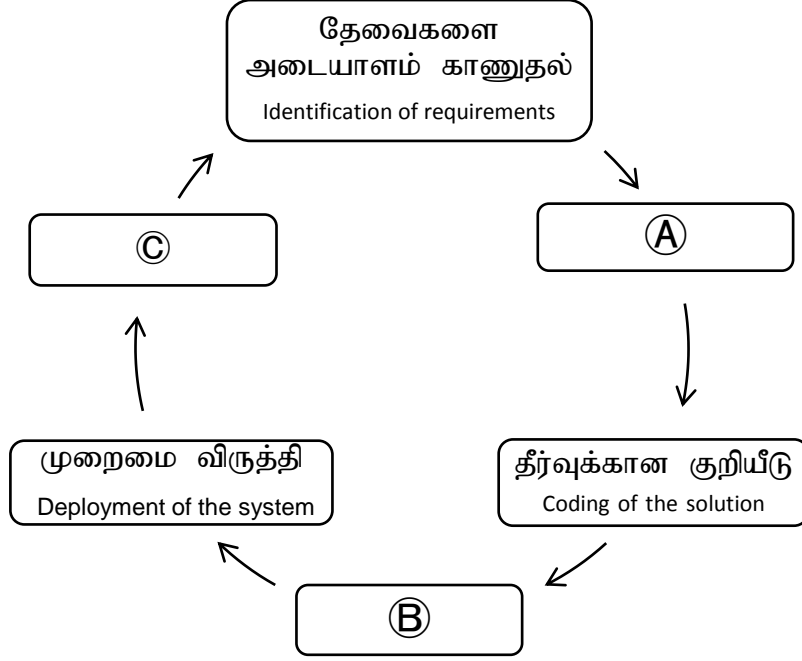 தேவைகளை
அடையாளம் காணுதல்
Identification of requirements
Ⓒ
Ⓐ
முறைமை விருத்தி
Deployment of the system
தீர்வுக்கான குறியீடு
Coding of the solution
Ⓑ